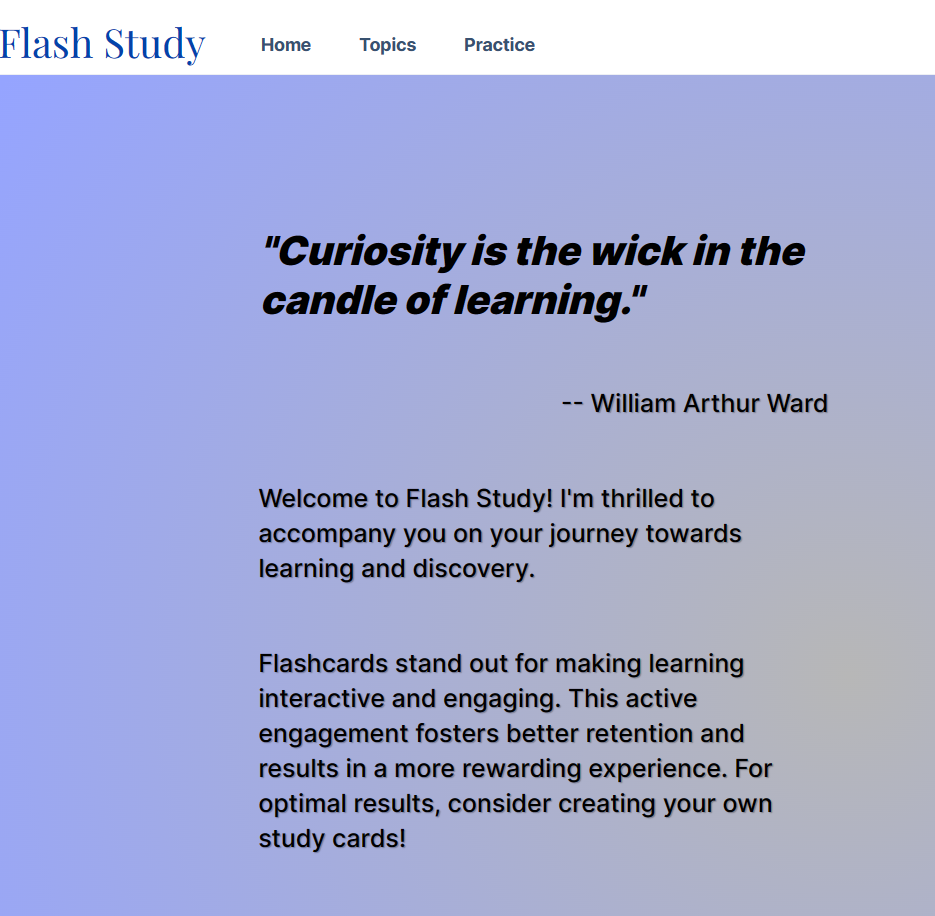 Flash Study Home Topics Practice
"Curiosity is the wick in the
candle of learning."
-- William Arthur Ward
Welcome to Flash Study! I'm thrilled to
accompany you on your journey towards
learning and discovery.
Flashcards stand out for making learning
interactive and engaging. This active
engagement fosters better retention and
results in a more rewarding experience. For
optimal results, consider creating your own
study cards!